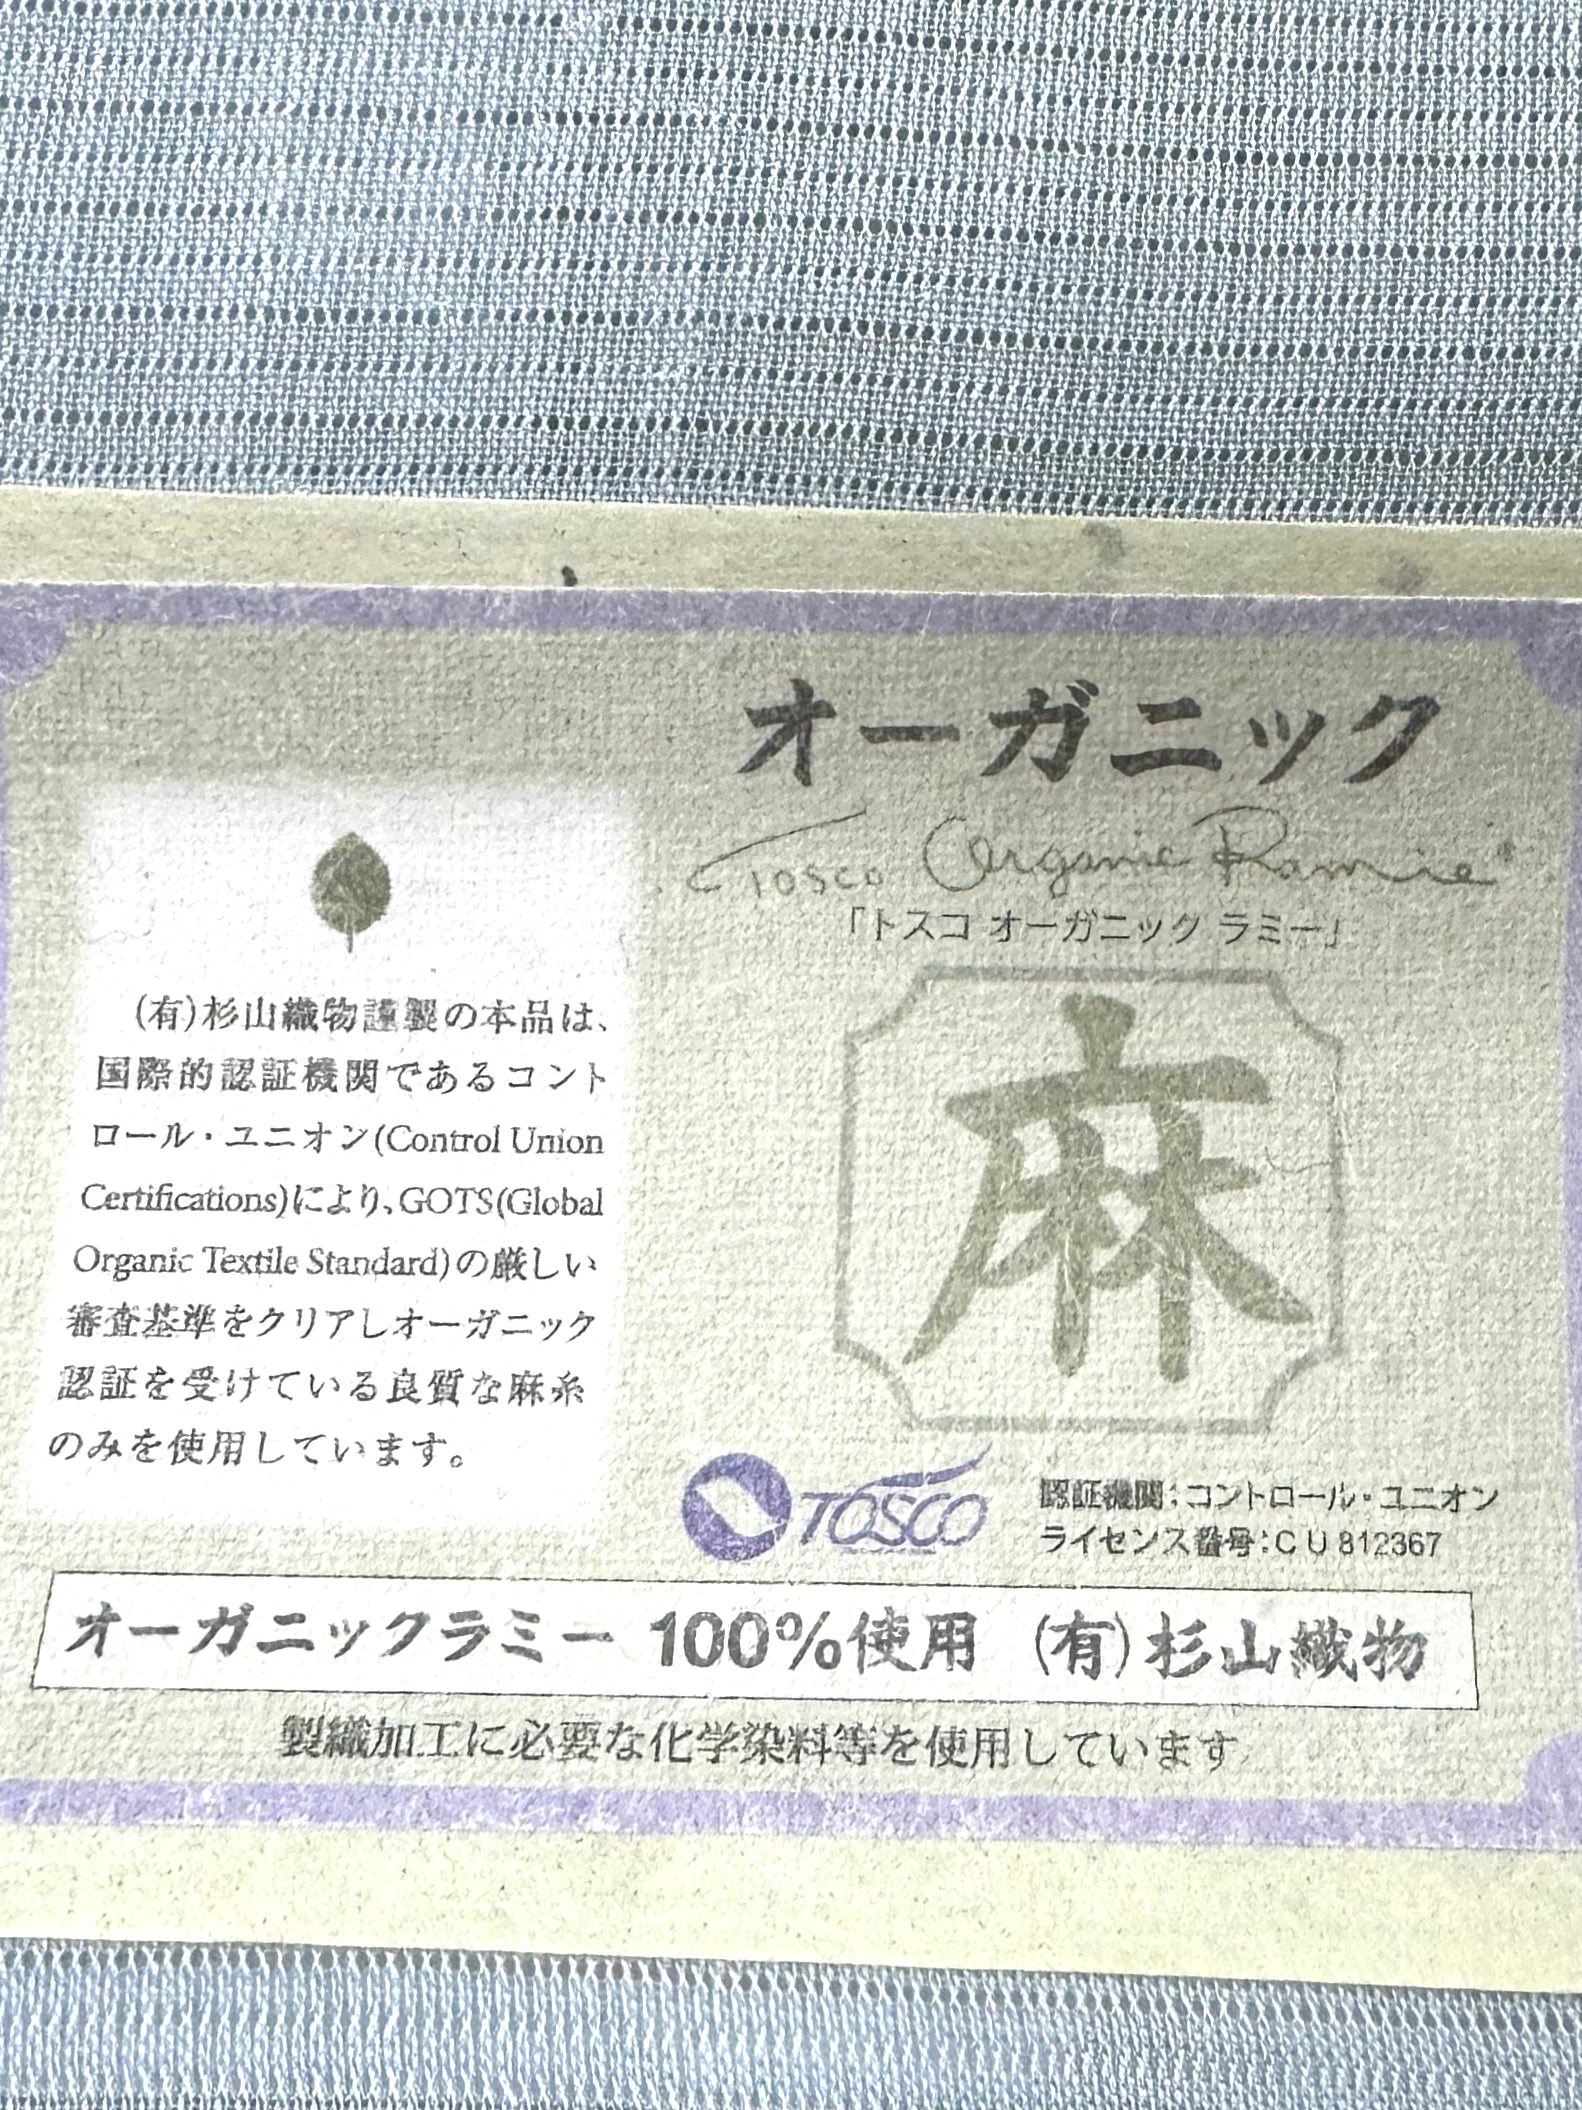 オーガニック
Tosco Organic Ramie®
「トスコ オーガニック ラミー」
麻
(有)杉山織物謹製の本品は、
国際的認証機関であるコント
ロール・ユニオン(Control Union
Certifications)により、GOTS(Global
Organic Textile Standard)の厳しい
審査基準をクリアしオーガニック
認証を受けている良質な麻糸
のみを使用しています。
TOSCO
認証機関：コントロール・ユニオン
ライセンス番号：CU812367
オーガニックラミー 100%使用 (有)杉山織物
製織加工に必要な化学染料等を使用しています